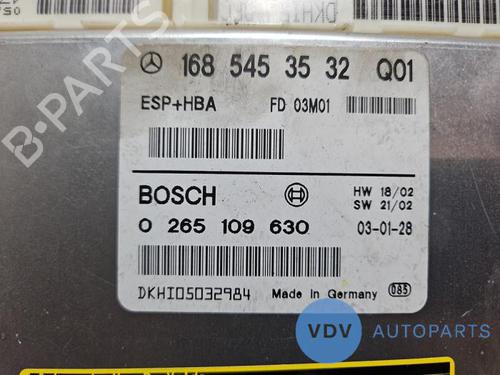 168 545 35 32 Q01
ESP+HBA FD 03M01
BOSCH HW 18/02
SW 21/02
0 265 109 630 03-01-28
DKHI05032984 Made in Germany 085
VDV AUTOPARTS
B-PARTS